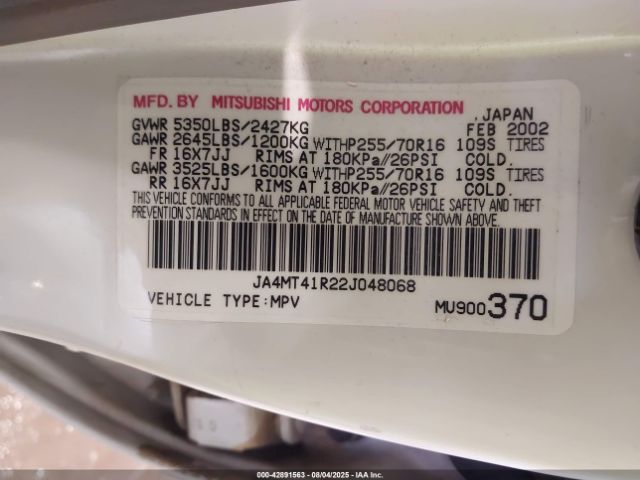 MFD. BY MITSUBISHI MOTORS CORPORATION
. JAPAN
GVWR 5350LBS/2427KG FEB 2002
GAWR 2645LBS/1200KG WITHP255/70R16 109S TIRES
FR 16X7JJ RIMS AT 180KPa//26PSI COLD.
GAWR 3525LBS/1600KG WITHP255/70R16 109S TIRES
RR 16X7JJ RIMS AT 180KPa//26PSI COLD.
THIS VEHICLE CONFORMS TO ALL APPLICABLE FEDERAL MOTOR VEHICLE SAFETY AND THEFT
PREVENTION STANDARDS IN EFFECT ON THE DATE OF MANUFACTURE SHOWN ABOVE.
JA4MT41R22J048068
VEHICLE TYPE:MPV MU900370
000-42891563 - 08/04/2025 - IAA Inc.